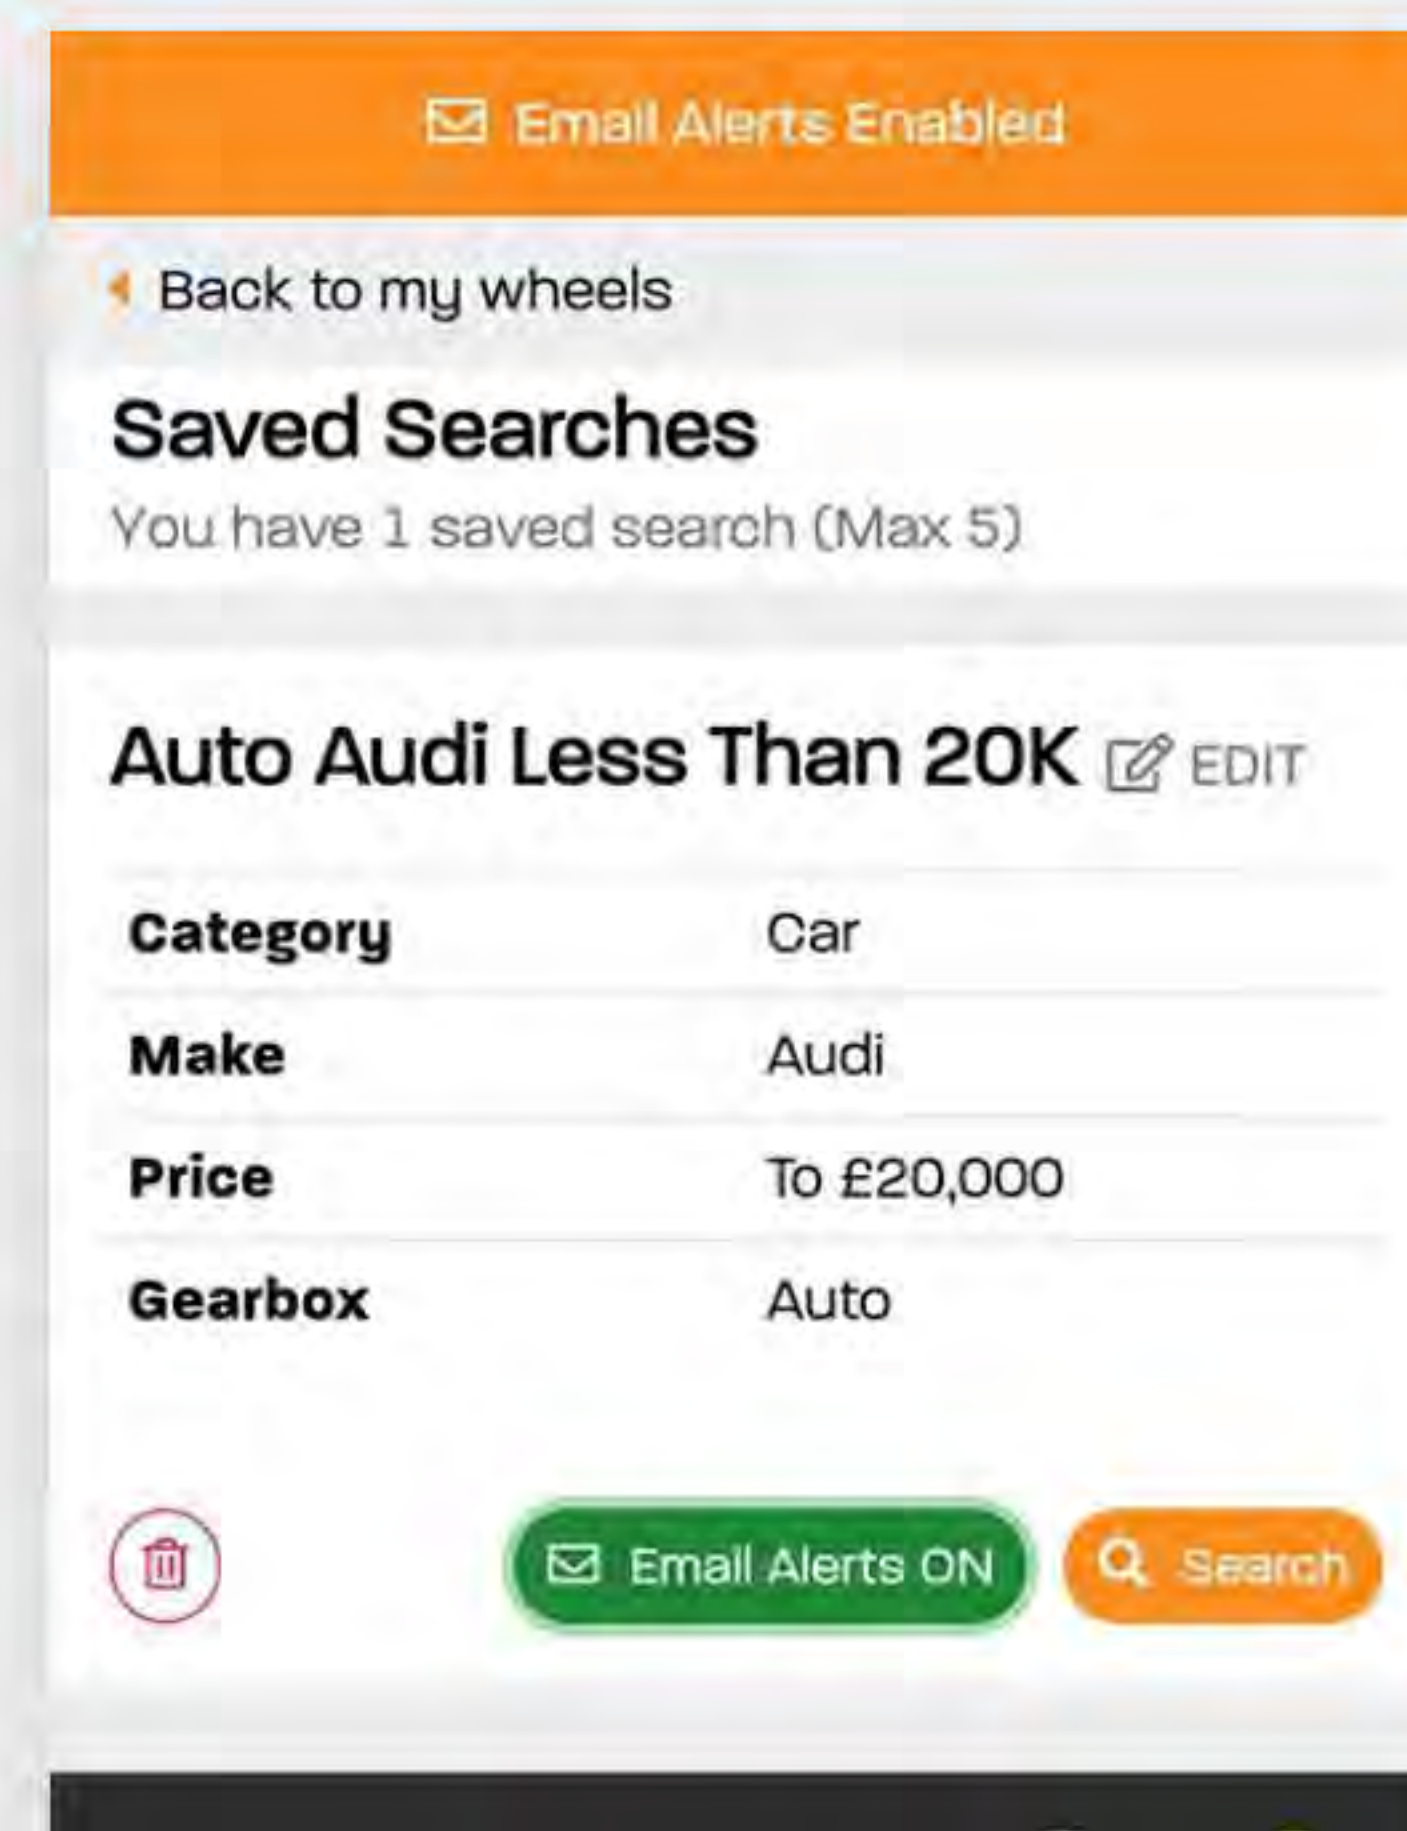 Email Alerts Enabled
Back to my wheels
Saved Searches
You have 1 saved search (Max 5)
Auto Audi Less Than 20K EDIT
Category Car
Make Audi
Price To £20,000
Gearbox Auto
Email Alerts ON Search